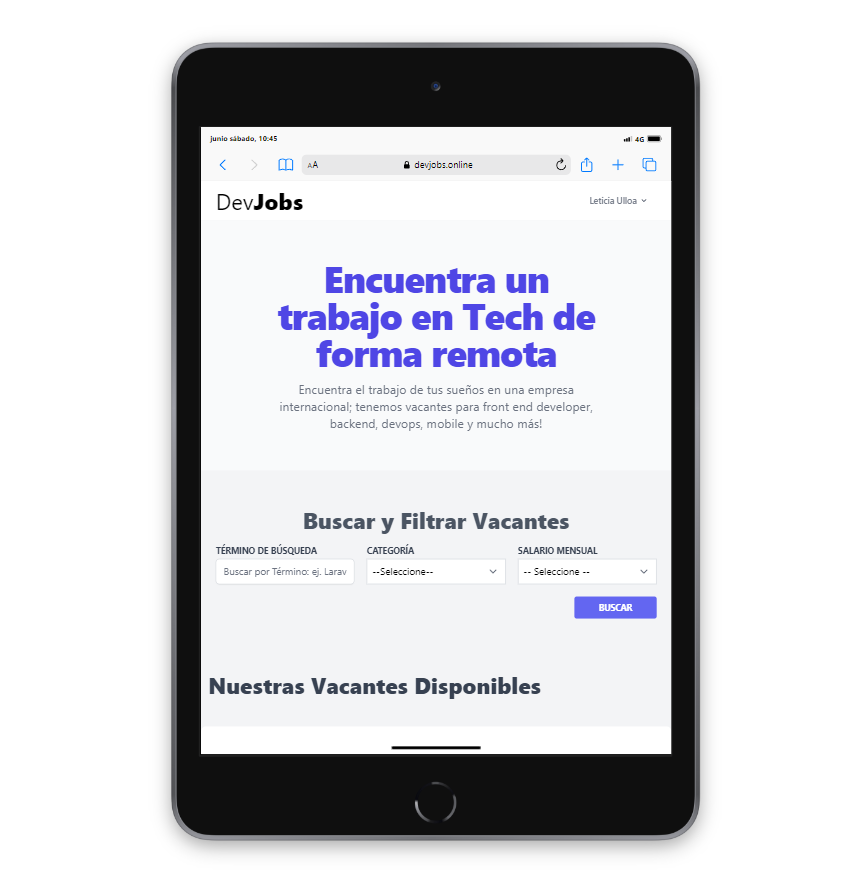 junio sábado, 10:45
4G
AA
devjobs.online
DevJobs
Leticia Ulloa
Encuentra un
trabajo en Tech de
forma remota
Encuentra el trabajo de tus sueños en una empresa
internacional; tenemos vacantes para front end developer,
backend, devops, mobile y mucho más!
Buscar y Filtrar Vacantes
TÉRMINO DE BÚSQUEDA
CATEGORÍA
SALARIO MENSUAL
Buscar por Término: ej. Larav
--Seleccione--
-- Seleccione --
BUSCAR
Nuestras Vacantes Disponibles